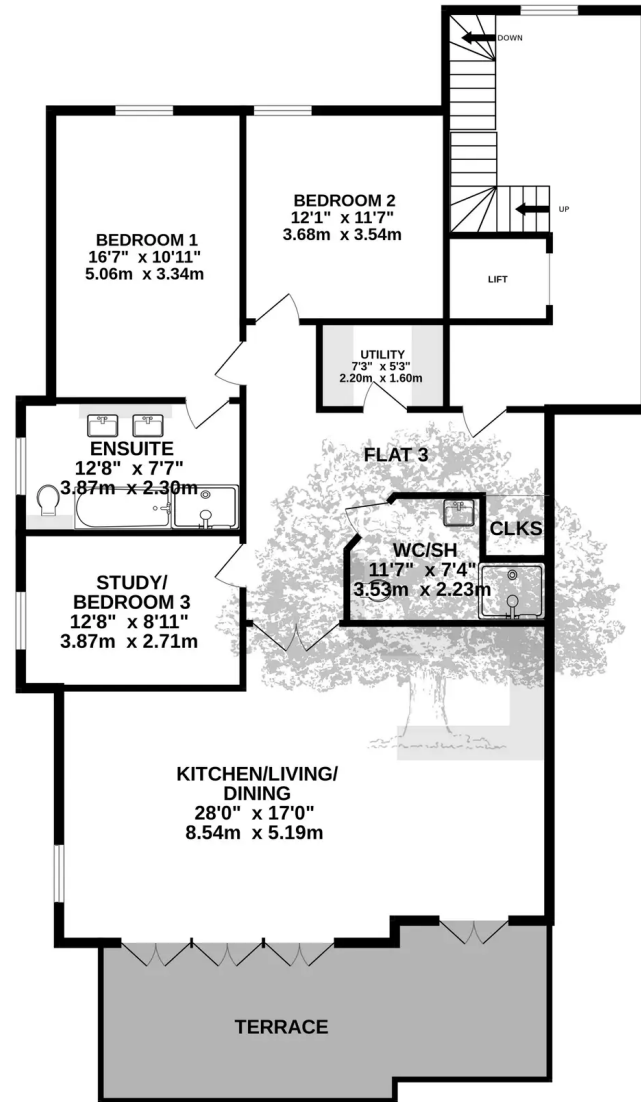 DOWN
UP
LIFT
BEDROOM 1
16'7" x 10'11"
5.06m x 3.34m
BEDROOM 2
12'1" x 11'7"
3.68m x 3.54m
UTILITY
7'3" x 5'3"
2.20m x 1.60m
ENSUITE
12'8" x 7'7"
3.87m x 2.30m
FLAT 3
CLKS
WC/SH
11'7" x 7'4"
3.53m x 2.23m
STUDY/
BEDROOM 3
12'8" x 8'11"
3.87m x 2.71m
KITCHEN/LIVING/
DINING
28'0" x 17'0"
8.54m x 5.19m
TERRACE